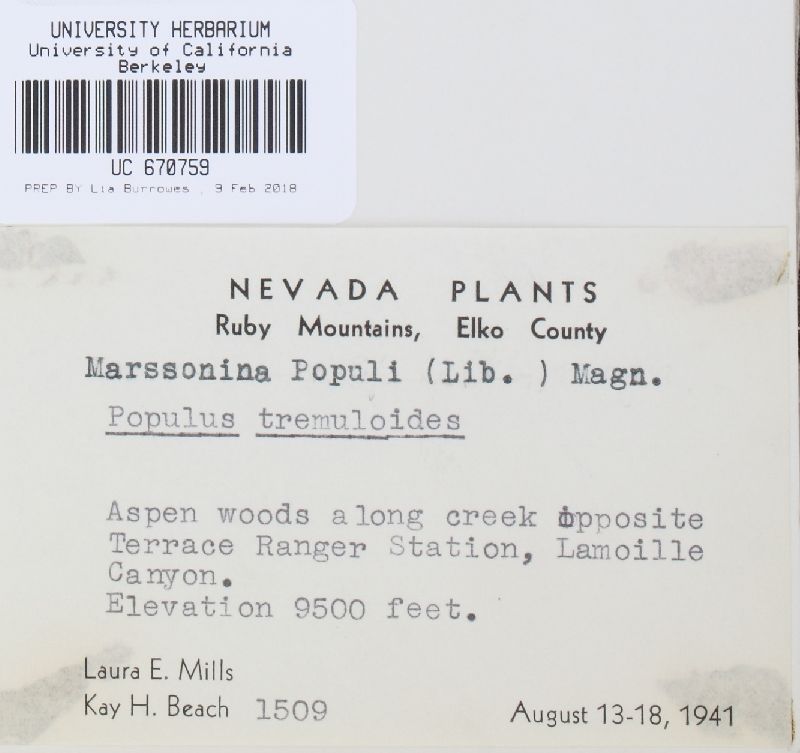 UNIVERSITY HERBARIUM
University of California
Berkeley
UC 670759
PREP BY Lia Burrowes , 9 Feb 2018
NEVADA PLANTS
Ruby Mountains, Elko County
Marssonina Populi (Lib. ) Magn.
Populus tremuloides
Aspen woods along creek opposite
Terrace Ranger Station, Lamoille
Canyon.
Elevation 9500 feet.
Laura E. Mills
Kay H. Beach 1509
August 13-18, 1941